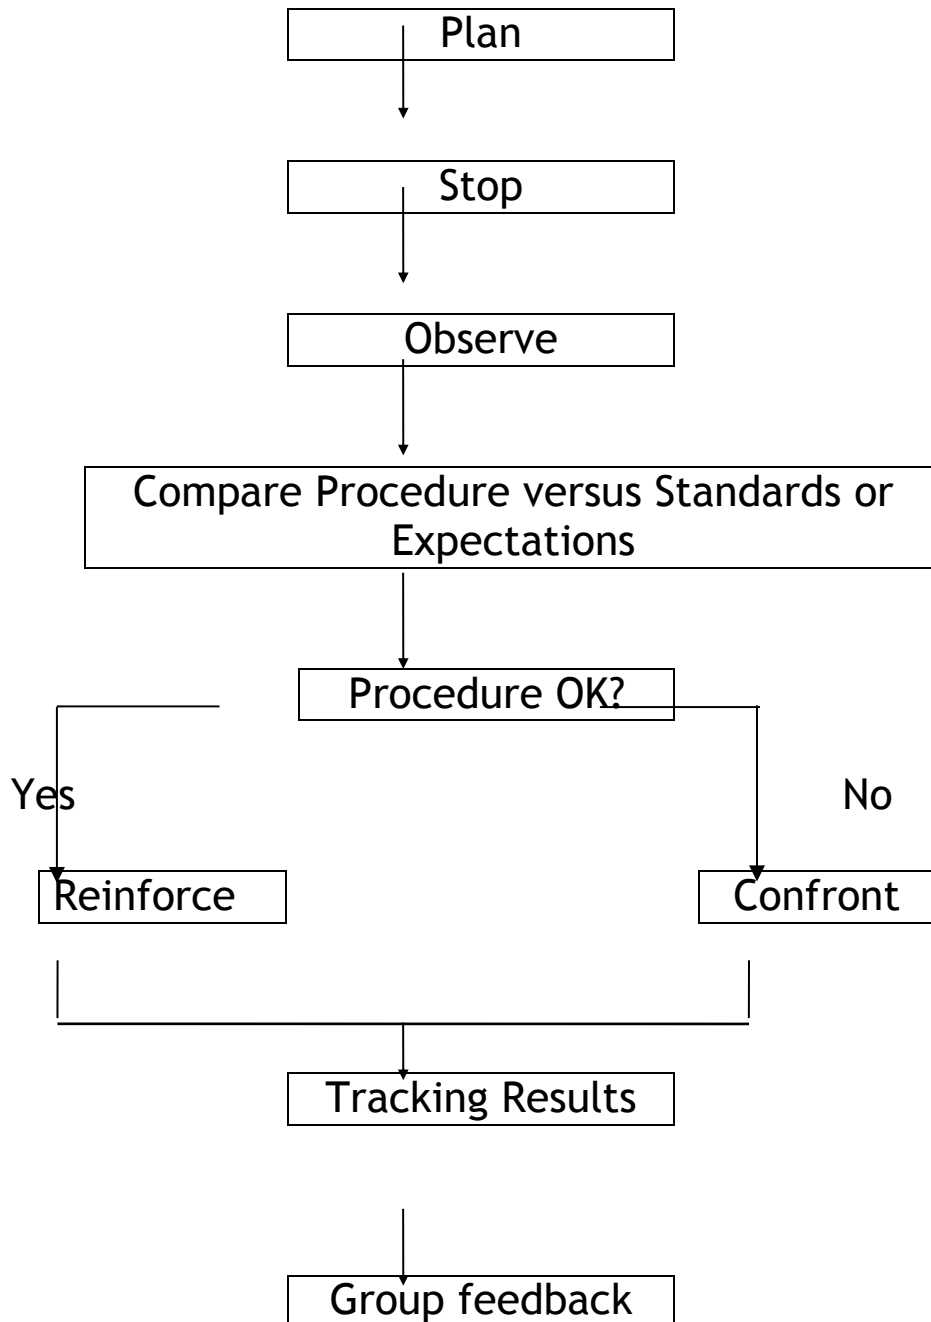 Plan
Stop
Observe
Compare Procedure versus Standards or
Expectations
Procedure OK?
Yes
No
Reinforce
Confront
Tracking Results
Group feedback